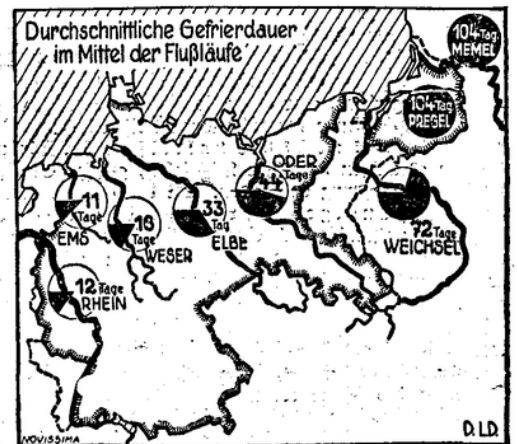 Durchschnittliche Gefrierdauer
im Mittel der Flußläufe
104 Tag.
MEMEL
104 Tag.
PREGEL
ODER
44 Tage
11
Tage
EMS
16
Tage
WESER
33
Tag
ELBE
72 Tage
WEICHSEL
12 Tage
RHEIN
NOVISSIMA
D.L.D.